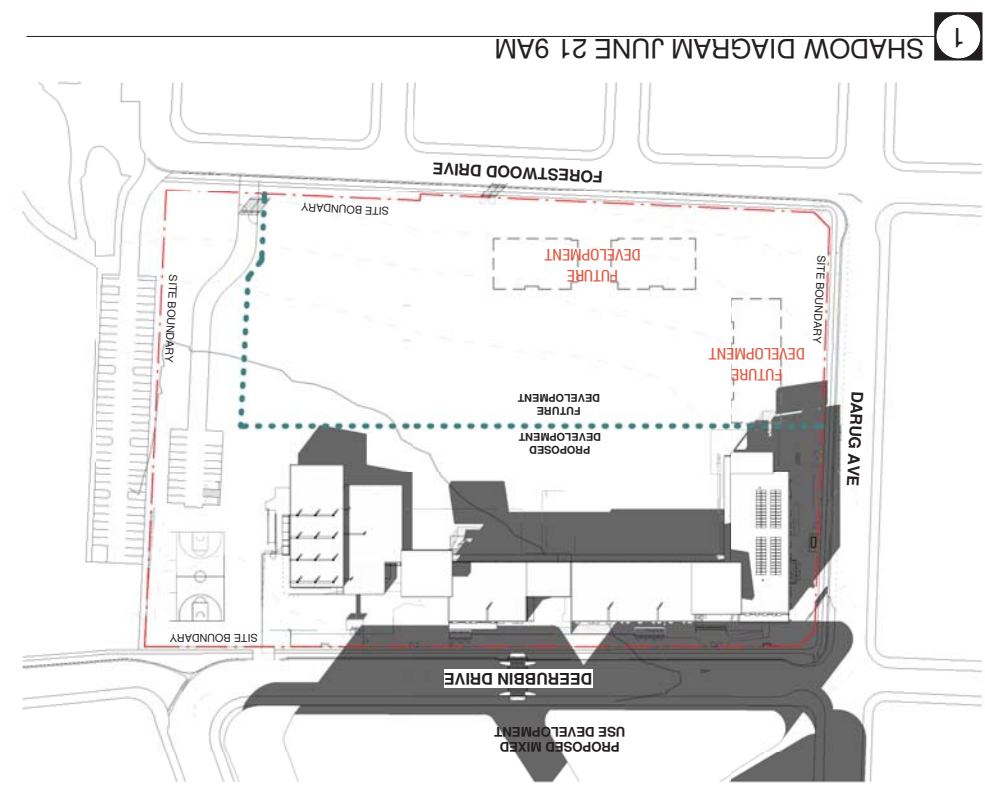 PROPOSED MIXED
USE DEVELOPMENT
DEERUBBIN DRIVE
SITE BOUNDARY
PROPOSED
DEVELOPMENT
FUTURE
DEVELOPMENT
DARUG AVE
FUTURE
DEVELOPMENT
SITE BOUNDARY
SITE BOUNDARY
FUTURE
DEVELOPMENT
SITE BOUNDARY
FORESTWOOD DRIVE
1
SHADOW DIAGRAM JUNE 21 9AM